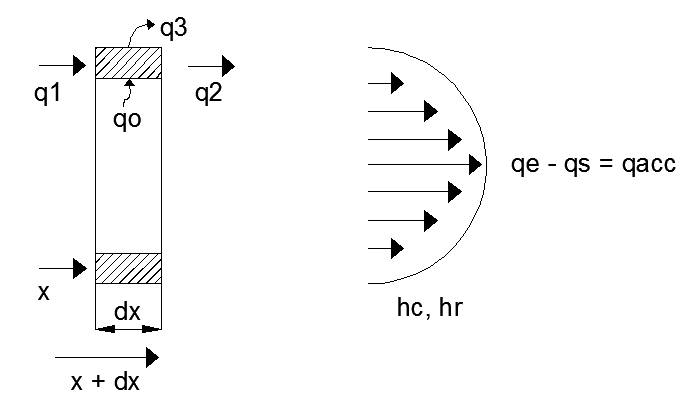 q3
q1
q2
qo
qe - qs = qacc
x
hc, hr
dx
x + dx